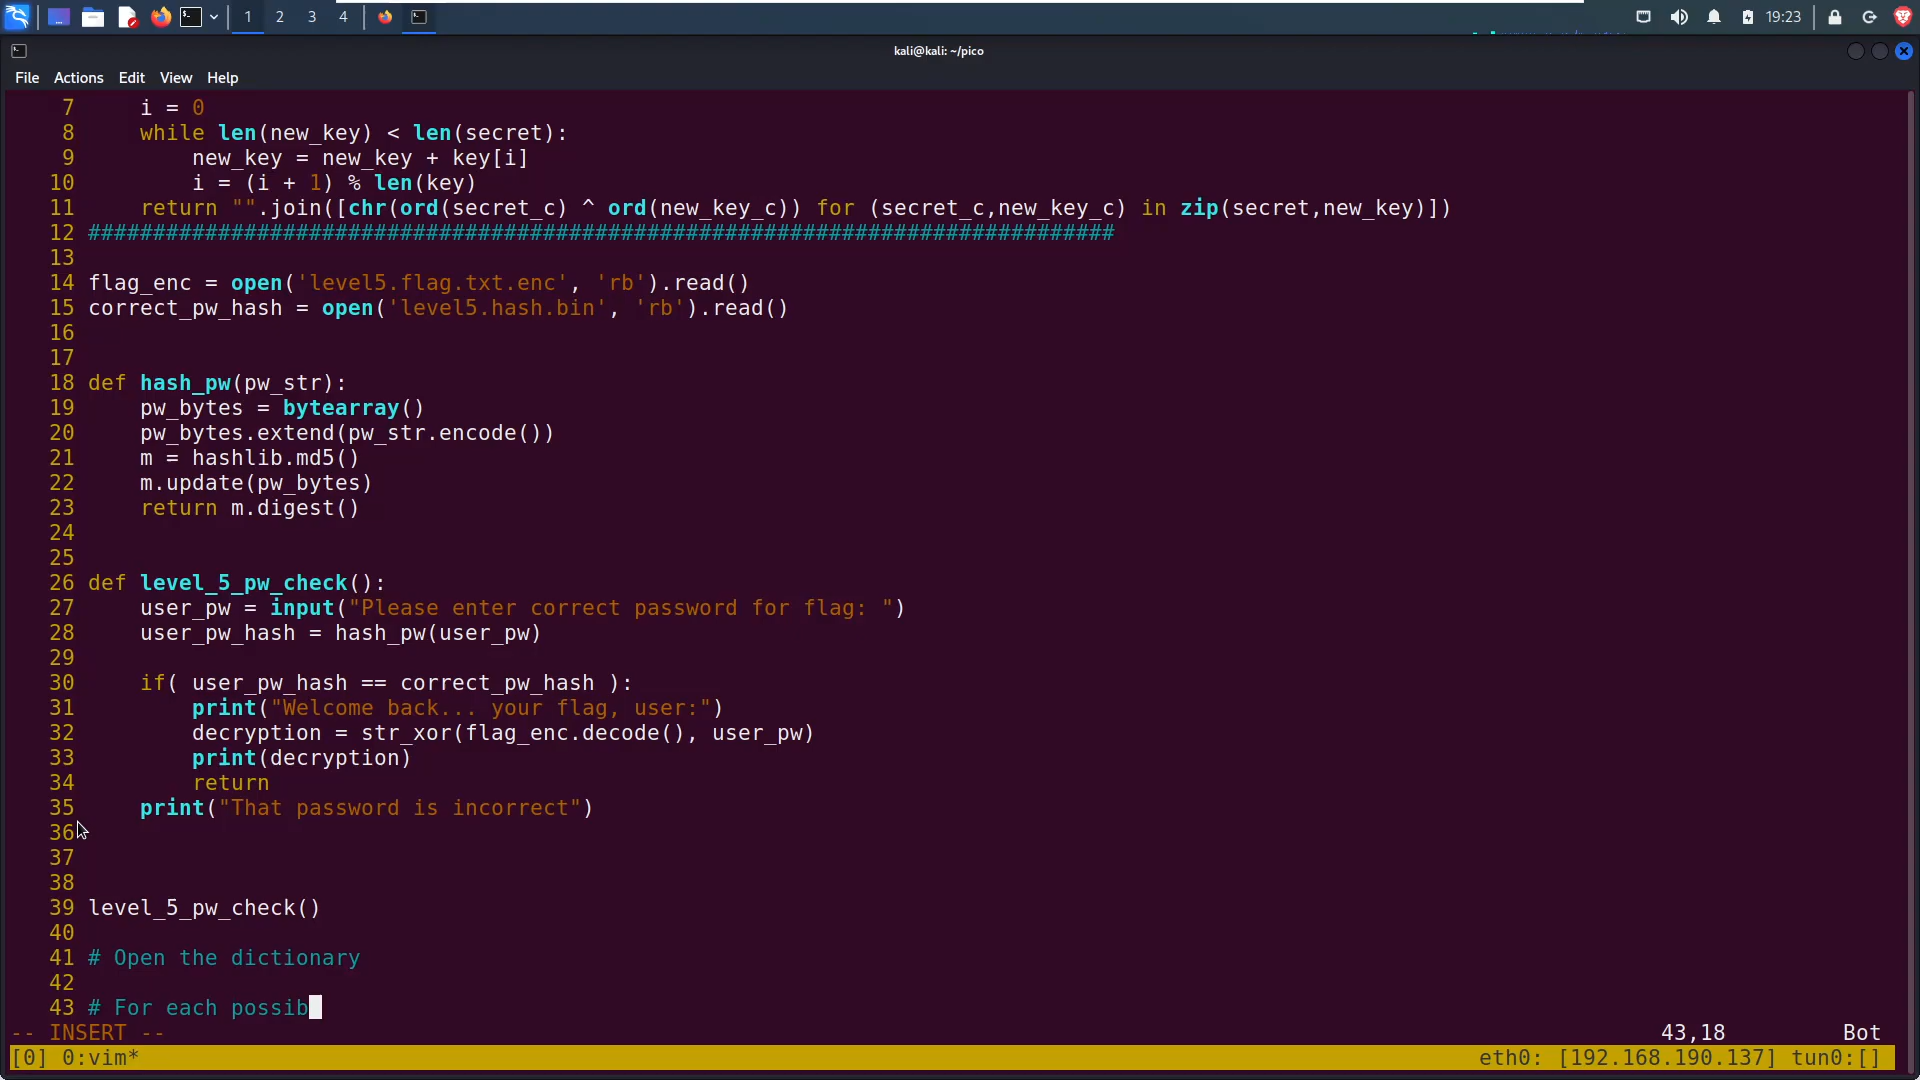 1 2 3 4 19:23
kali@kali: ~/pico
File Actions Edit View Help
7     i = 0
8     while len(new_key) < len(secret):
9         new_key = new_key + key[i]
10         i = (i + 1) % len(key)
11     return "".join([chr(ord(secret_c) ^ ord(new_key_c)) for (secret_c,new_key_c) in zip(secret,new_key)])
12 ###############################################################################
13
14 flag_enc = open('level5.flag.txt.enc', 'rb').read()
15 correct_pw_hash = open('level5.hash.bin', 'rb').read()
16
17
18 def hash_pw(pw_str):
19     pw_bytes = bytearray()
20     pw_bytes.extend(pw_str.encode())
21     m = hashlib.md5()
22     m.update(pw_bytes)
23     return m.digest()
24
25
26 def level_5_pw_check():
27     user_pw = input("Please enter correct password for flag: ")
28     user_pw_hash = hash_pw(user_pw)
29
30     if( user_pw_hash == correct_pw_hash ):
31         print("Welcome back... your flag, user:")
32         decryption = str_xor(flag_enc.decode(), user_pw)
33         print(decryption)
34         return
35     print("That password is incorrect")
36
37
38
39 level_5_pw_check()
40
41 # Open the dictionary
42
43 # For each possib
-- INSERT -- 43,18 Bot
[0] 0:vim* eth0: [192.168.190.137] tun0:[]